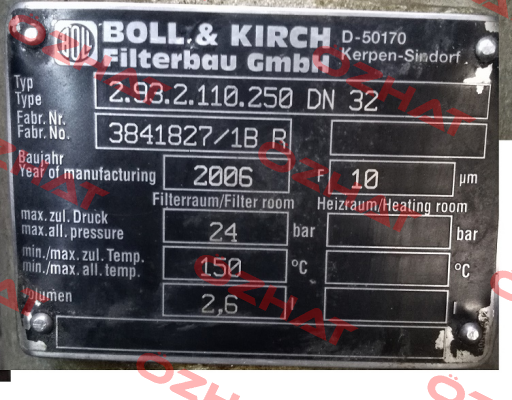 BOLL
BOLL & KIRCH
Filterbau GmbH
D-50170
Kerpen-Sindorf
Typ
Type
2.93.2.110.250 DN 32
Fabr. Nr.
Fabr. No.
3841827/1B R
Baujahr
Year of manufacturing
2006
F 10 µm
Filterraum/Filter room
Heizraum/Heating room
max. zul. Druck
max. all. pressure
24 bar
bar
min./max. zul. Temp.
min./max. all. temp.
150 °C
°C
Volumen
2,6
l
OZHAT
OZHAT
OZHAT
OZHAT
OZHAT
OZHAT